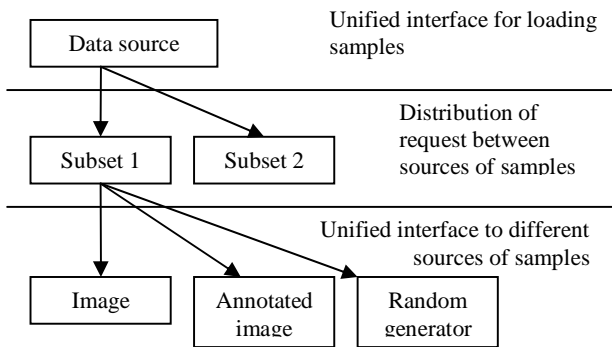 Unified interface for loading
samples
Data source
Distribution of
request between
sources of samples
Subset 1
Subset 2
Unified interface to different
sources of samples
Image
Annotated
image
Random
generator